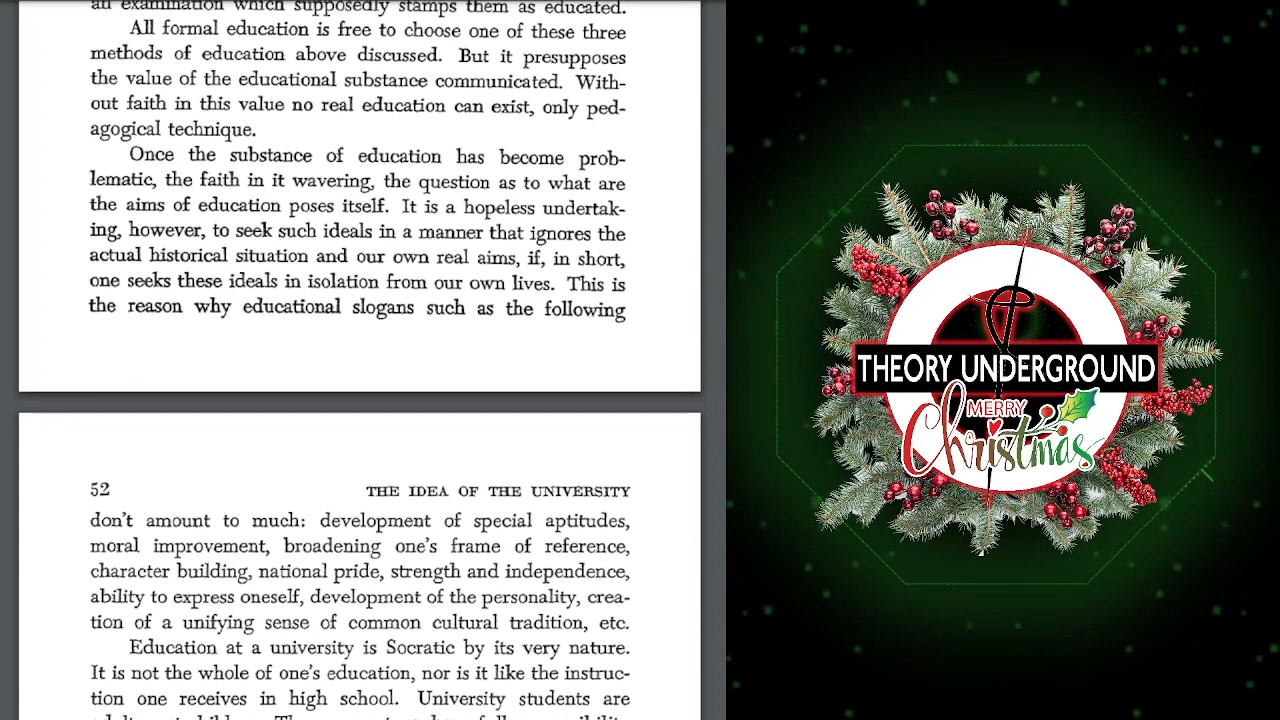 an examination which supposedly stamps them as educated.
All formal education is free to choose one of these three
methods of education above discussed. But it presupposes
the value of the educational substance communicated. With-
out faith in this value no real education can exist, only ped-
agogical technique.
Once the substance of education has become prob-
lematic, the faith in it wavering, the question as to what are
the aims of education poses itself. It is a hopeless undertak-
ing, however, to seek such ideals in a manner that ignores the
actual historical situation and our own real aims, if, in short,
one seeks these ideals in isolation from our own lives. This is
the reason why educational slogans such as the following
52 THE IDEA OF THE UNIVERSITY
don't amount to much: development of special aptitudes,
moral improvement, broadening one's frame of reference,
character building, national pride, strength and independence,
ability to express oneself, development of the personality, crea-
tion of a unifying sense of common cultural tradition, etc.
Education at a university is Socratic by its very nature.
It is not the whole of one's education, nor is it like the instruc-
tion one receives in high school. University students are
THEORY UNDERGROUND
MERRY
Christmas